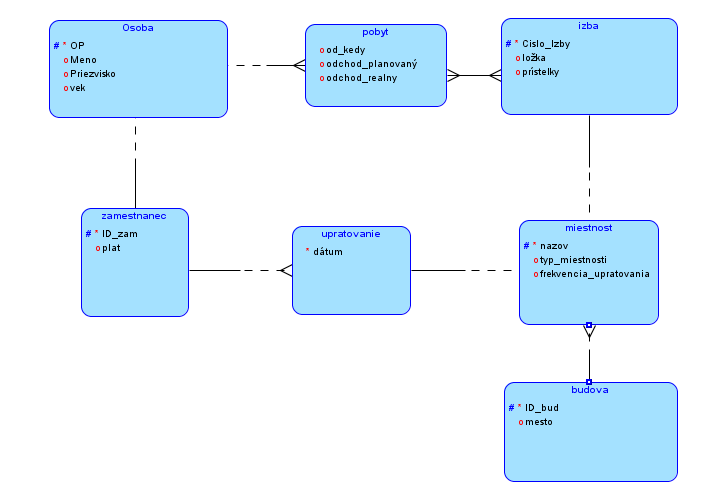 Osoba
# * OP
o Meno
o Priezvisko
o vek
pobyt
o od_kedy
o odchod_planovaný
o odchod_realny
izba
# * Cislo_Izby
o ložka
o prístelky
zamestnanec
# * ID_zam
o plat
upratovanie
* dátum
miestnost
# * nazov
o typ_miestnosti
o frekvencia_upratovania
budova
# * ID_bud
o mesto